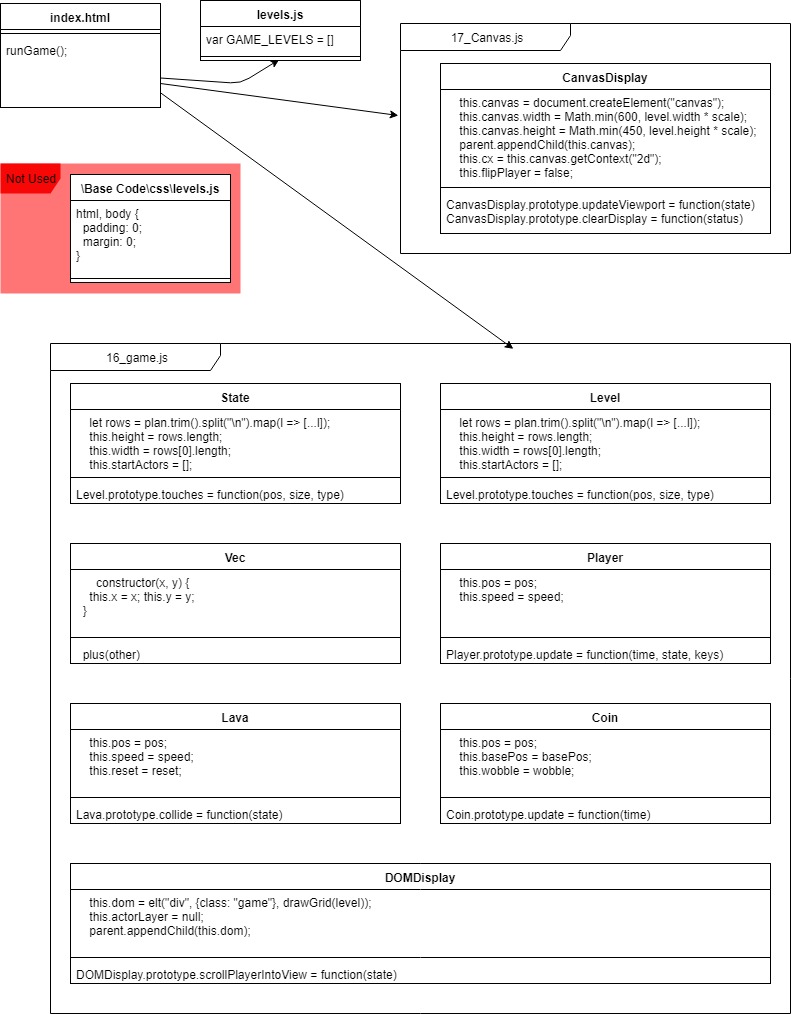 index.html
runGame();
levels.js
var GAME_LEVELS = []
17_Canvas.js
CanvasDisplay
this.canvas = document.createElement("canvas");
this.canvas.width = Math.min(600, level.width * scale);
this.canvas.height = Math.min(450, level.height * scale);
parent.appendChild(this.canvas);
this.cx = this.canvas.getContext("2d");
this.flipPlayer = false;
CanvasDisplay.prototype.updateViewport = function(state)
CanvasDisplay.prototype.clearDisplay = function(status)
Not Used
\Base Code\css\levels.js
html, body {
padding: 0;
margin: 0;
}
16_game.js
State
let rows = plan.trim().split("\n").map(l => [...l]);
this.height = rows.length;
this.width = rows[0].length;
this.startActors = [];
Level.prototype.touches = function(pos, size, type)
Level
let rows = plan.trim().split("\n").map(l => [...l]);
this.height = rows.length;
this.width = rows[0].length;
this.startActors = [];
Level.prototype.touches = function(pos, size, type)
Vec
constructor(x, y) {
this.x = x; this.y = y;
}
plus(other)
Player
this.pos = pos;
this.speed = speed;
Player.prototype.update = function(time, state, keys)
Lava
this.pos = pos;
this.speed = speed;
this.reset = reset;
Lava.prototype.collide = function(state)
Coin
this.pos = pos;
this.basePos = basePos;
this.wobble = wobble;
Coin.prototype.update = function(time)
DOMDisplay
this.dom = elt("div", {class: "game"}, drawGrid(level));
this.actorLayer = null;
parent.appendChild(this.dom);
DOMDisplay.prototype.scrollPlayerIntoView = function(state)